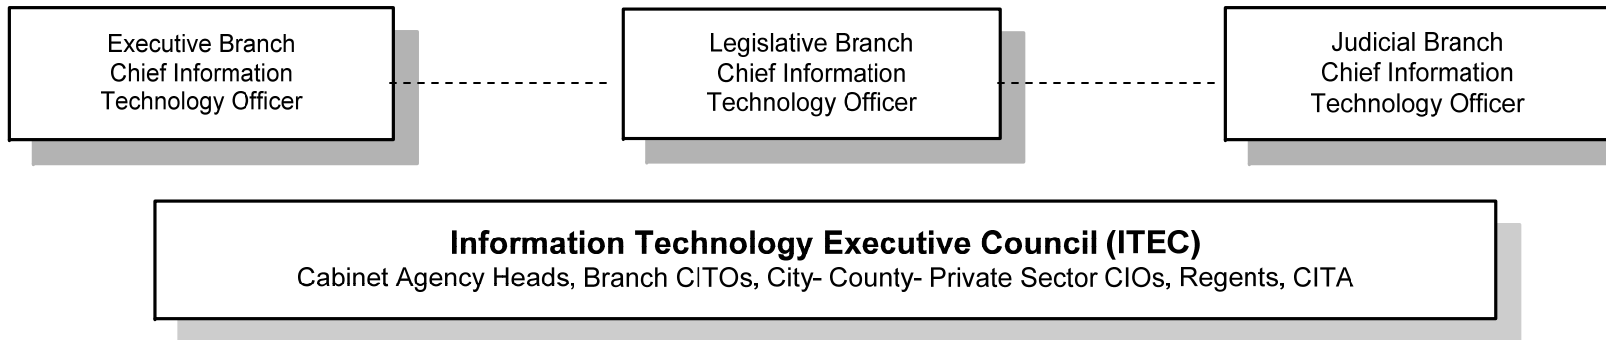 Executive Branch
Chief Information
Technology Officer
Legislative Branch
Chief Information
Technology Officer
Judicial Branch
Chief Information
Technology Officer
Information Technology Executive Council (ITEC)
Cabinet Agency Heads, Branch CITOs, City- County- Private Sector CIOs, Regents, CITA